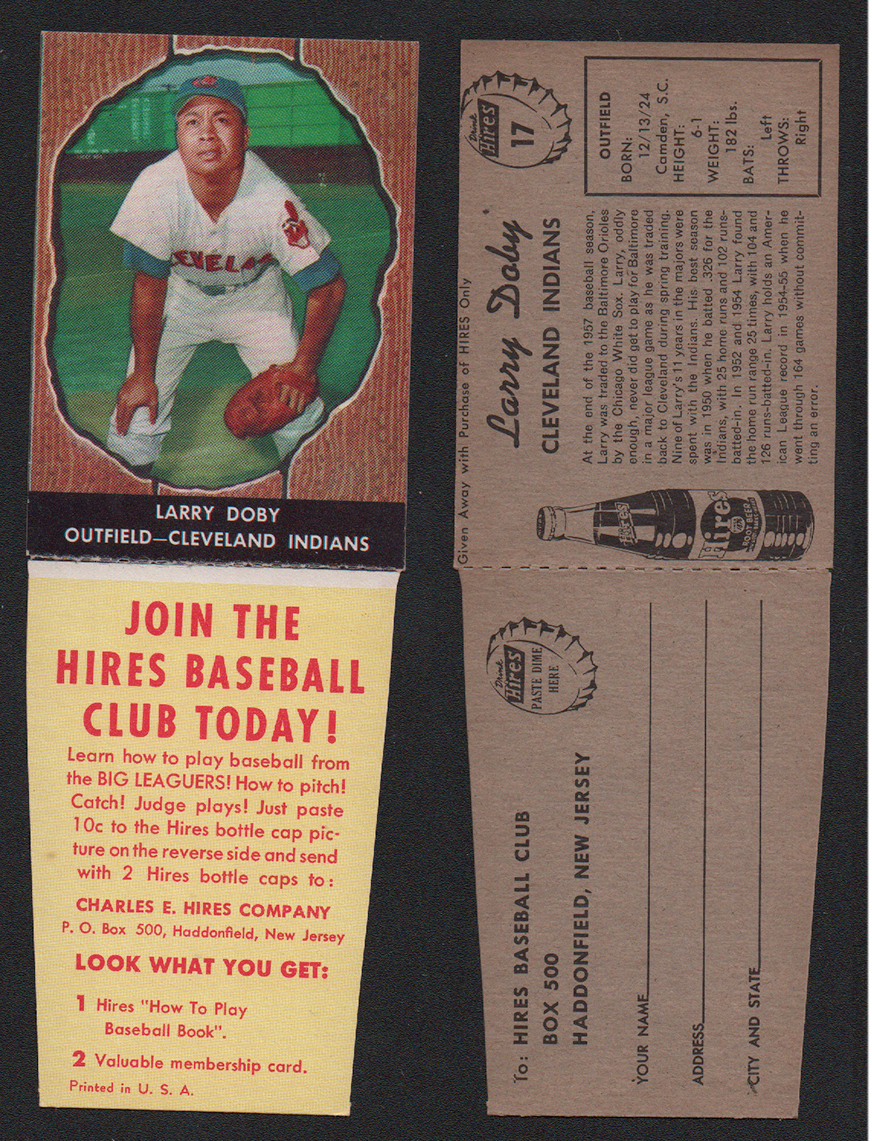 CLEVELA
LARRY DOBY
OUTFIELD—CLEVELAND INDIANS
JOIN THE
HIRES BASEBALL
CLUB TODAY!
Learn how to play baseball from
the BIG LEAGUERS! How to pitch!
Catch! Judge plays! Just paste
10c to the Hires bottle cap pic-
ture on the reverse side and send
with 2 Hires bottle caps to:
CHARLES E. HIRES COMPANY
P. O. Box 500, Haddonfield, New Jersey
LOOK WHAT YOU GET:
1 Hires "How To Play
Baseball Book".
2 Valuable membership card.
Printed in U. S. A.
Given Away with Purchase of HIRES Only
Drink
Hires
17
Larry Doby
CLEVELAND INDIANS
OUTFIELD
BORN:
12/13/24
Camden, S.C.
HEIGHT:
6-1
WEIGHT:
182 lbs.
BATS:
Left
THROWS:
Right
At the end of the 1957 baseball season,
Larry was traded to the Baltimore Orioles
by the Chicago White Sox. Larry, oddly
enough, never did get to play for Baltimore
in a major league game as he was traded
back to Cleveland during spring training.
Nine of Larry's 11 years in the majors were
spent with the Indians. His best season
was in 1950 when he batted .326 for the
Indians, with 25 home runs and 102 runs-
batted-in. In 1952 and 1954 Larry found
the home run range 25 times, with 104 and
126 runs-batted-in. Larry holds an Amer-
ican League record in 1954-55 when he
went through 164 games without commit-
ting an error.
Hires
Hires
ROOT BEER
Drink
Hires
PASTE DIME
HERE
To: HIRES BASEBALL CLUB
BOX 500
HADDONFIELD, NEW JERSEY
YOUR NAME
ADDRESS
CITY AND STATE